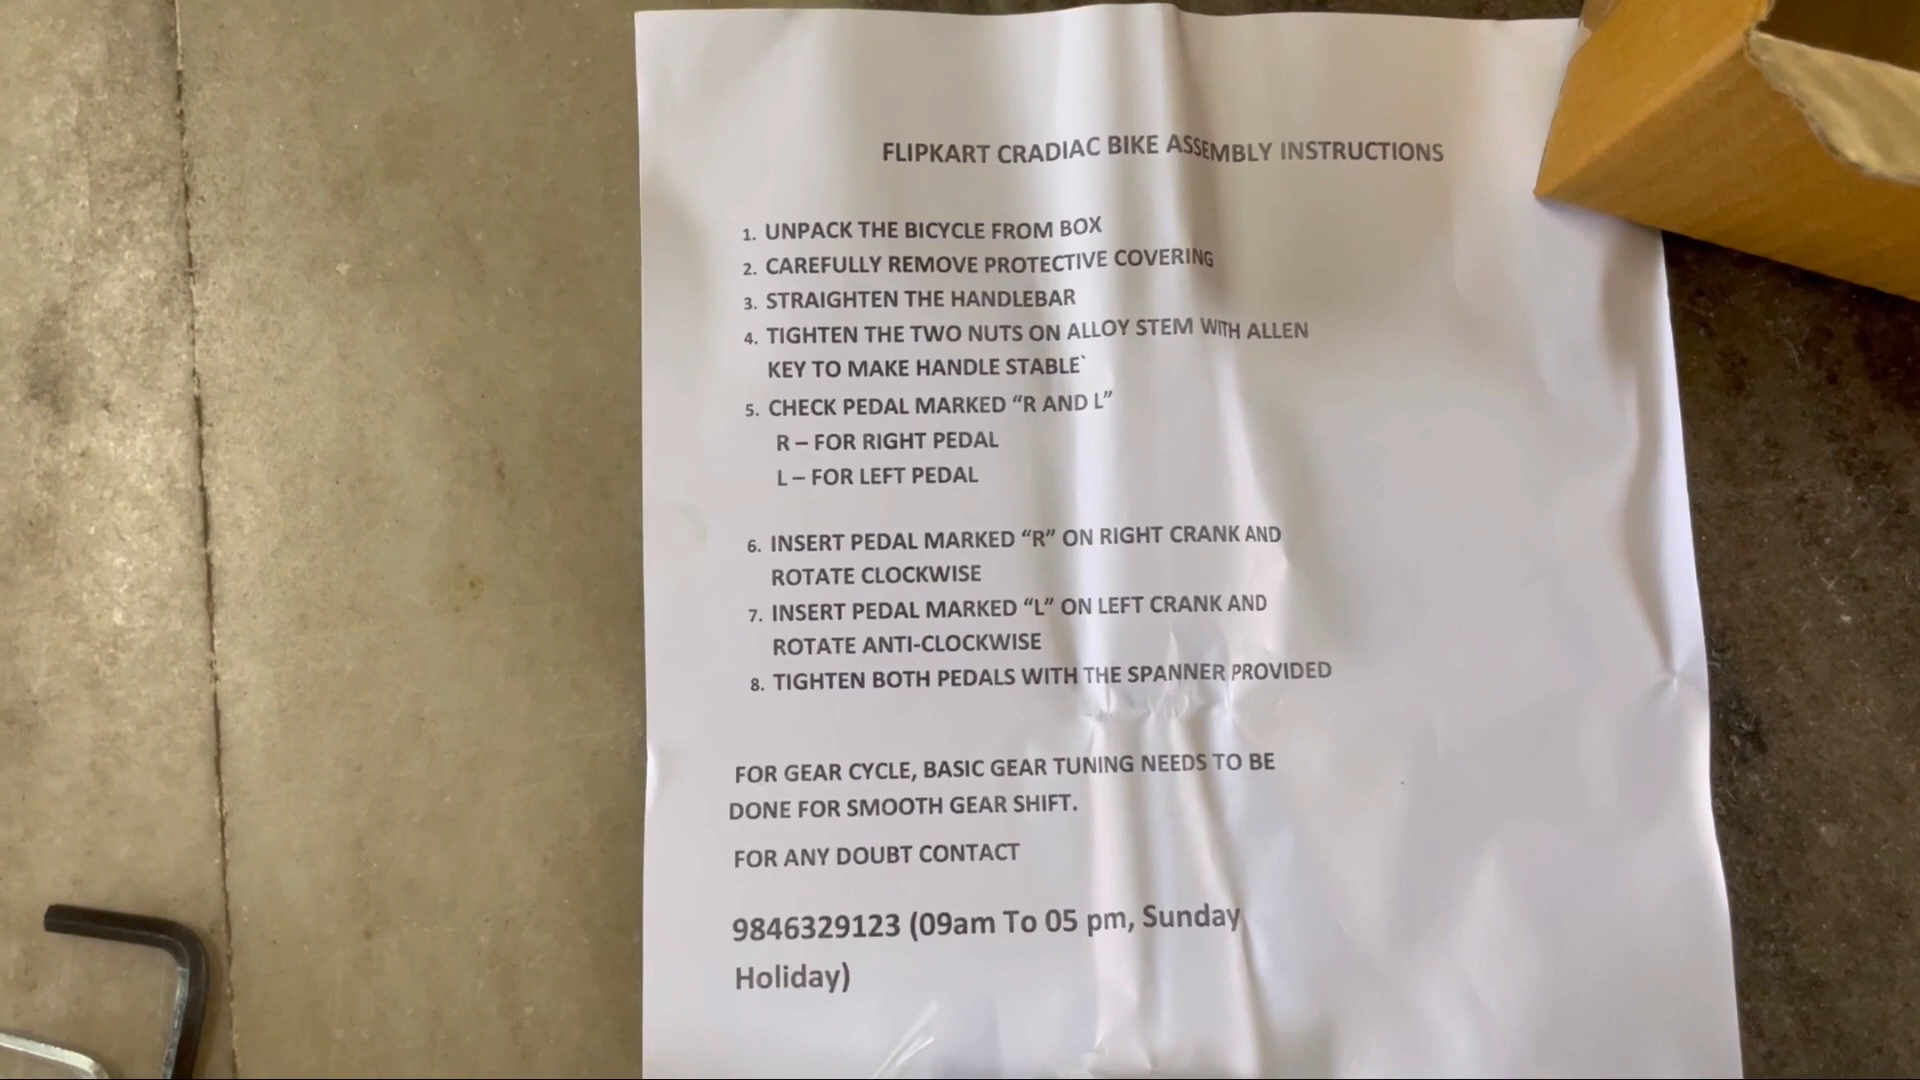 FLIPKART CRADIAC BIKE ASSEMBLY INSTRUCTIONS
1. UNPACK THE BICYCLE FROM BOX
2. CAREFULLY REMOVE PROTECTIVE COVERING
3. STRAIGHTEN THE HANDLEBAR
4. TIGHTEN THE TWO NUTS ON ALLOY STEM WITH ALLEN
KEY TO MAKE HANDLE STABLE`
5. CHECK PEDAL MARKED “R AND L”
R – FOR RIGHT PEDAL
L – FOR LEFT PEDAL
6. INSERT PEDAL MARKED “R” ON RIGHT CRANK AND
ROTATE CLOCKWISE
7. INSERT PEDAL MARKED “L” ON LEFT CRANK AND
ROTATE ANTI-CLOCKWISE
8. TIGHTEN BOTH PEDALS WITH THE SPANNER PROVIDED
FOR GEAR CYCLE, BASIC GEAR TUNING NEEDS TO BE
DONE FOR SMOOTH GEAR SHIFT.
FOR ANY DOUBT CONTACT
9846329123 (09am To 05 pm, Sunday
Holiday)